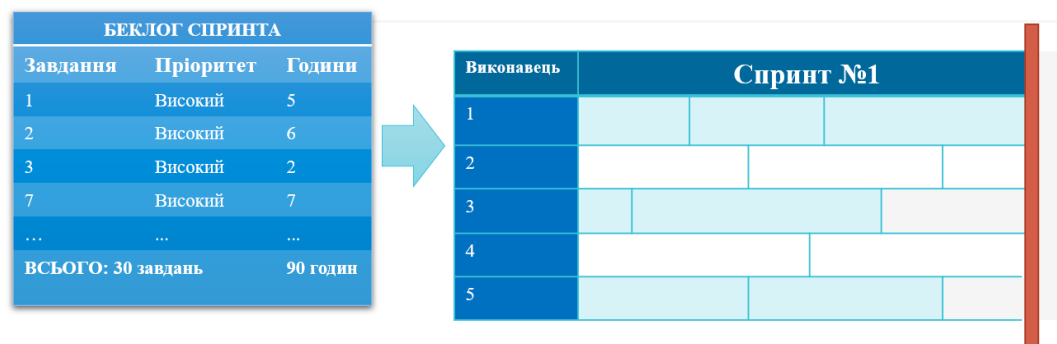 БЕКЛОГ СПРИНТА
Завдання Пріоритет Години
1 Високий 5
2 Високий 6
3 Високий 2
7 Високий 7
... ... ...
ВСЬОГО: 30 завдань 90 годин
Виконавець Спринт №1
1
2
3
4
5